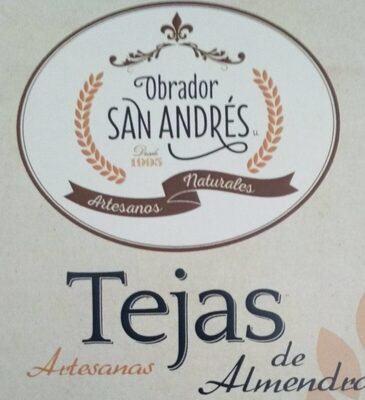 Obrador
SAN ANDRÉS
Desde
1995
Artesanos Naturales
Tejas
Artesanas de
Almendra